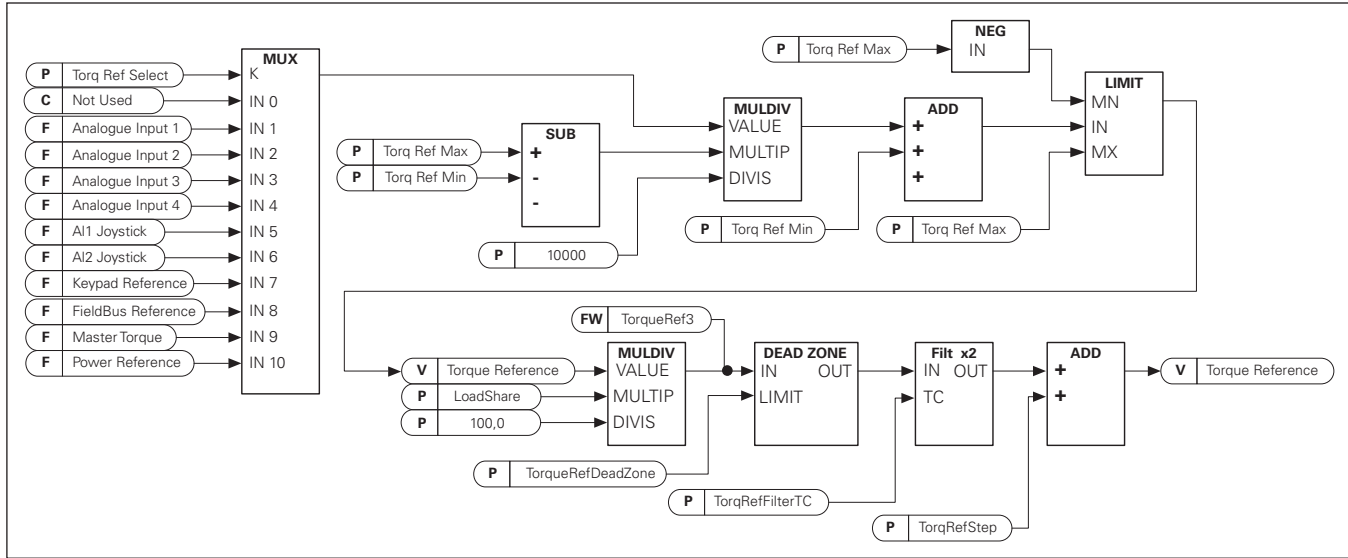 MUX
K
IN 0
IN 1
IN 2
IN 3
IN 4
IN 5
IN 6
IN 7
IN 8
IN 9
IN 10
P Torq Ref Select
C Not Used
F Analogue Input 1
F Analogue Input 2
F Analogue Input 3
F Analogue Input 4
F AI1 Joystick
F AI2 Joystick
F Keypad Reference
F FieldBus Reference
F Master Torque
F Power Reference
P Torq Ref Max
P Torq Ref Min
SUB
+
-
-
P 10000
MULDIV
VALUE
MULTIP
DIVIS
P Torq Ref Min
ADD
+
+
+
P Torq Ref Max
NEG
IN
P Torq Ref Max
LIMIT
MN
IN
MX
FW TorqueRef3
V Torque Reference
P LoadShare
P 100,0
MULDIV
VALUE
MULTIP
DIVIS
P TorqueRefDeadZone
DEAD ZONE
IN OUT
LIMIT
P TorqRefFilterTC
Filt x2
IN OUT
TC
P TorqRefStep
ADD
+
+
V Torque Reference